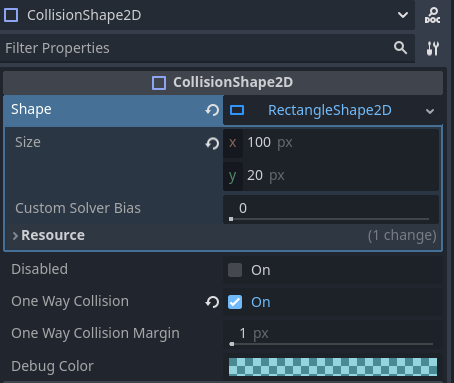 CollisionShape2D
DOC
Filter Properties
CollisionShape2D
Shape RectangleShape2D
Size x 100 px
y 20 px
Custom Solver Bias 0
Resource (1 change)
Disabled On
One Way Collision On
One Way Collision Margin 1 px
Debug Color